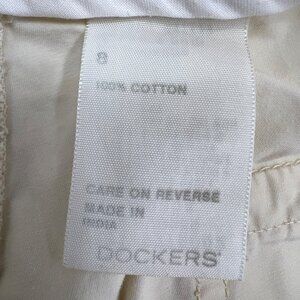 8
100% COTTON
CARE ON REVERSE
MADE IN
INDIA
DOCKERS